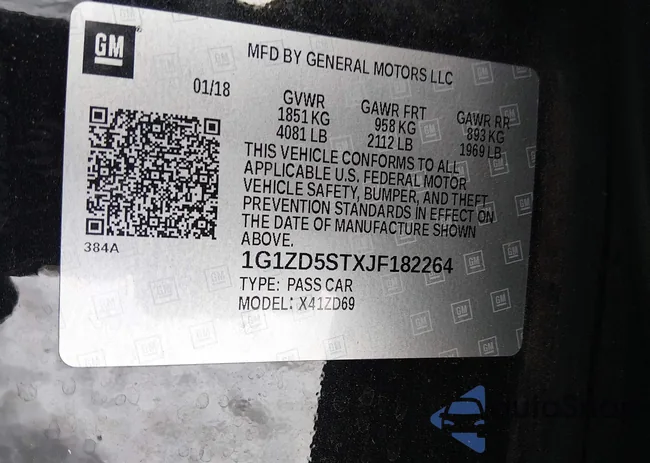 GM
MFD BY GENERAL MOTORS LLC
01/18
GVWR
1851 KG
4081 LB
GAWR FRT
958 KG
2112 LB
GAWR RR
893 KG
1969 LB
THIS VEHICLE CONFORMS TO ALL
APPLICABLE U.S. FEDERAL MOTOR
VEHICLE SAFETY, BUMPER, AND THEFT
PREVENTION STANDARDS IN EFFECT ON
THE DATE OF MANUFACTURE SHOWN
ABOVE.
384A
1G1ZD5STXJF182264
TYPE: PASS CAR
MODEL: X41ZD69